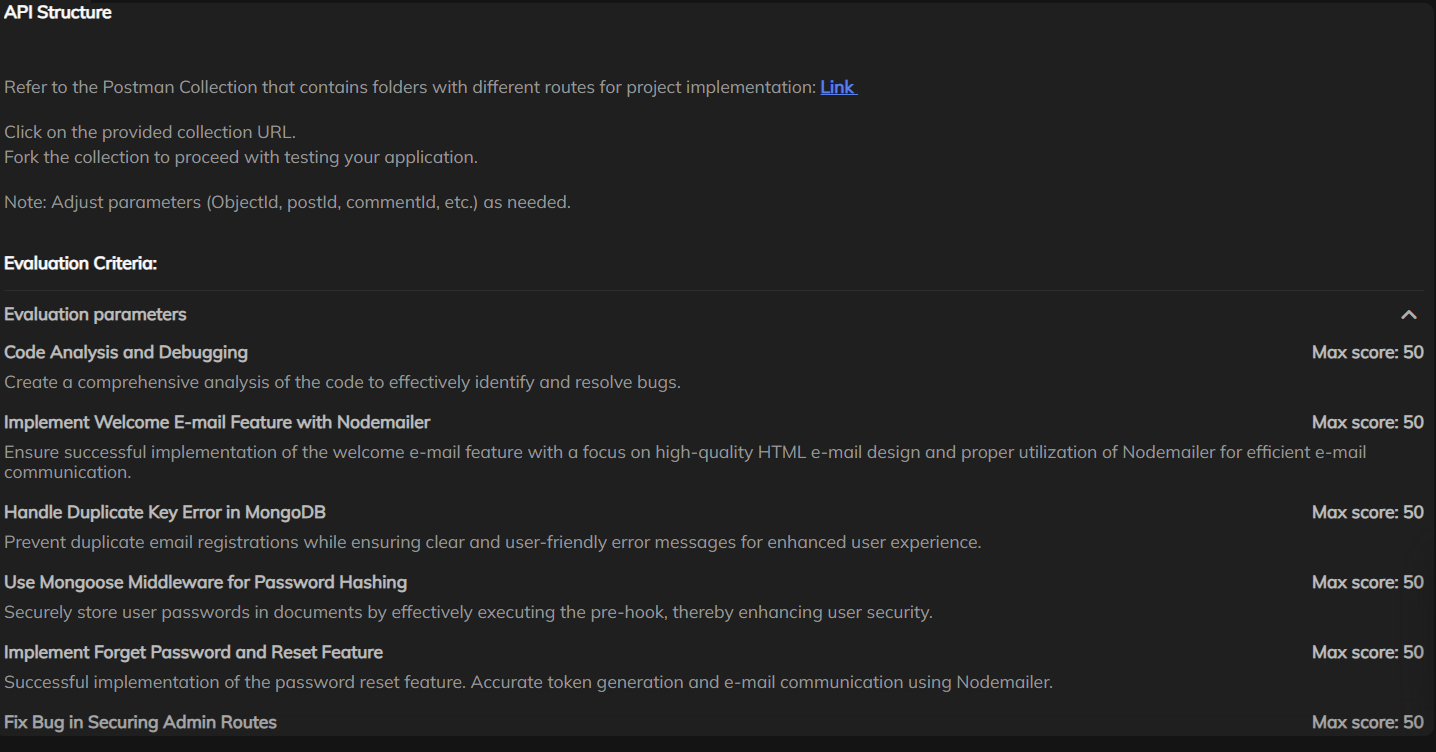 API Structure
Refer to the Postman Collection that contains folders with different routes for project implementation: Link
Click on the provided collection URL.
Fork the collection to proceed with testing your application.
Note: Adjust parameters (ObjectId, postId, commentId, etc.) as needed.
Evaluation Criteria:
Evaluation parameters
Code Analysis and Debugging Max score: 50
Create a comprehensive analysis of the code to effectively identify and resolve bugs.
Implement Welcome E-mail Feature with Nodemailer Max score: 50
Ensure successful implementation of the welcome e-mail feature with a focus on high-quality HTML e-mail design and proper utilization of Nodemailer for efficient e-mail
communication.
Handle Duplicate Key Error in MongoDB Max score: 50
Prevent duplicate email registrations while ensuring clear and user-friendly error messages for enhanced user experience.
Use Mongoose Middleware for Password Hashing Max score: 50
Securely store user passwords in documents by effectively executing the pre-hook, thereby enhancing user security.
Implement Forget Password and Reset Feature Max score: 50
Successful implementation of the password reset feature. Accurate token generation and e-mail communication using Nodemailer.
Fix Bug in Securing Admin Routes Max score: 50